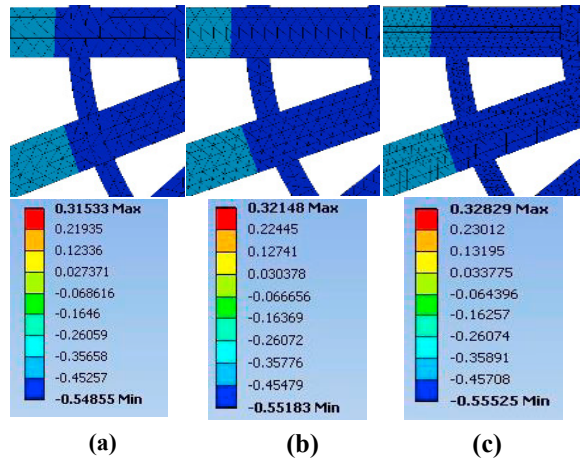 0.31533 Max
0.21935
0.12336
0.027371
-0.068616
-0.1646
-0.26059
-0.35658
-0.45257
-0.54855 Min
(a)
0.32148 Max
0.22445
0.12741
0.030378
-0.066656
-0.16369
-0.26072
-0.35776
-0.45479
-0.55183 Min
(b)
0.32829 Max
0.23012
0.13195
0.033775
-0.064396
-0.16257
-0.26074
-0.35891
-0.45708
-0.55525 Min
(c)